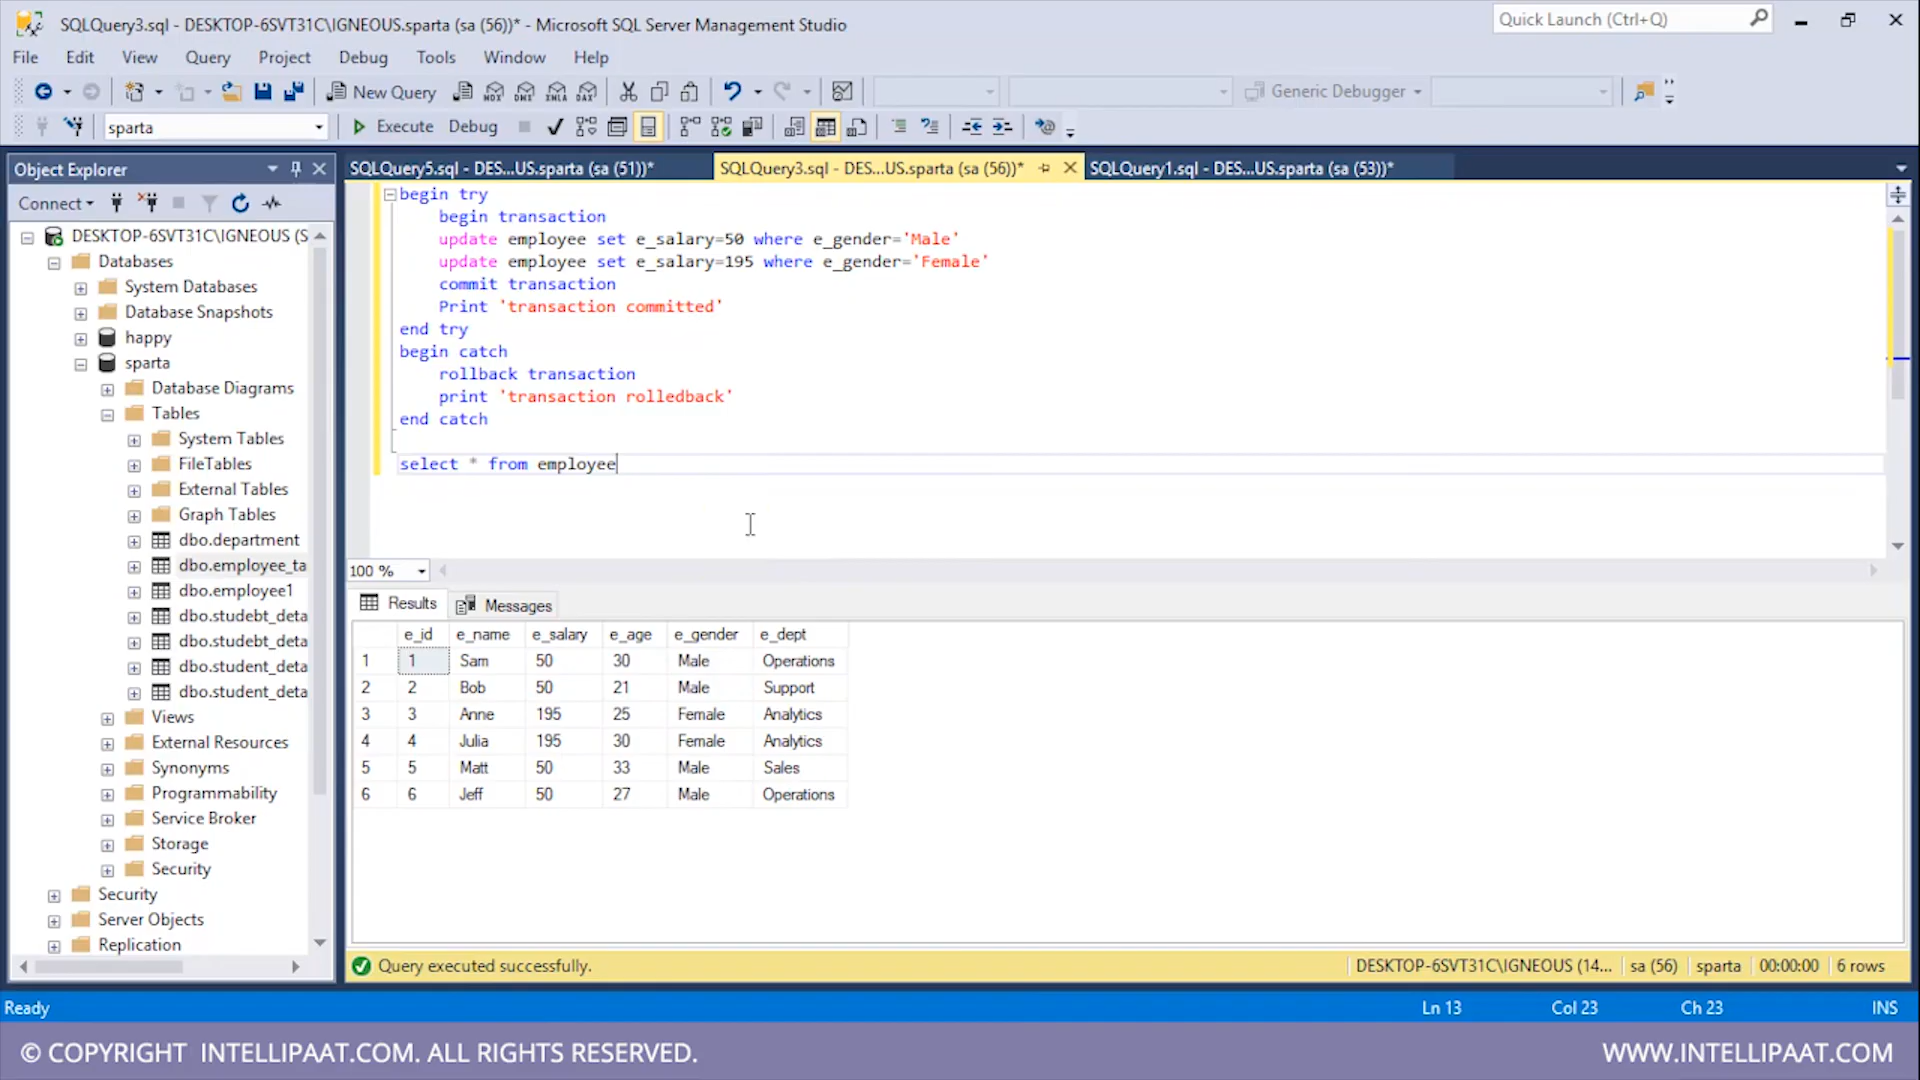 SQLQuery3.sql - DESKTOP-6SVT31C\IGNEOUS.sparta (sa (56))* - Microsoft SQL Server Management Studio
Quick Launch (Ctrl+Q)
File Edit View Query Project Debug Tools Window Help
New Query MDX DMX XMLA DAX Generic Debugger
sparta Execute Debug
Object Explorer
Connect
DESKTOP-6SVT31C\IGNEOUS (S
Databases
System Databases
Database Snapshots
happy
sparta
Database Diagrams
Tables
System Tables
FileTables
External Tables
Graph Tables
dbo.department
dbo.employee_ta
dbo.employee1
dbo.studebt_deta
dbo.studebt_deta
dbo.student_deta
dbo.student_deta
Views
External Resources
Synonyms
Programmability
Service Broker
Storage
Security
Security
Server Objects
Replication
SQLQuery5.sql - DES...US.sparta (sa (51))* SQLQuery3.sql - DES...US.sparta (sa (56))* SQLQuery1.sql - DES...US.sparta (sa (53))*
begin try
begin transaction
update employee set e_salary=50 where e_gender='Male'
update employee set e_salary=195 where e_gender='Female'
commit transaction
Print 'transaction committed'
end try
begin catch
rollback transaction
print 'transaction rolledback'
end catch
select * from employee
100 %
Results Messages
e_id e_name e_salary e_age e_gender e_dept
1 1 Sam 50 30 Male Operations
2 2 Bob 50 21 Male Support
3 3 Anne 195 25 Female Analytics
4 4 Julia 195 30 Female Analytics
5 5 Matt 50 33 Male Sales
6 6 Jeff 50 27 Male Operations
Query executed successfully. DESKTOP-6SVT31C\IGNEOUS (14... sa (56) sparta 00:00:00 6 rows
Ready Ln 13 Col 23 Ch 23 INS
© COPYRIGHT INTELLIPAAT.COM. ALL RIGHTS RESERVED. WWW.INTELLIPAAT.COM